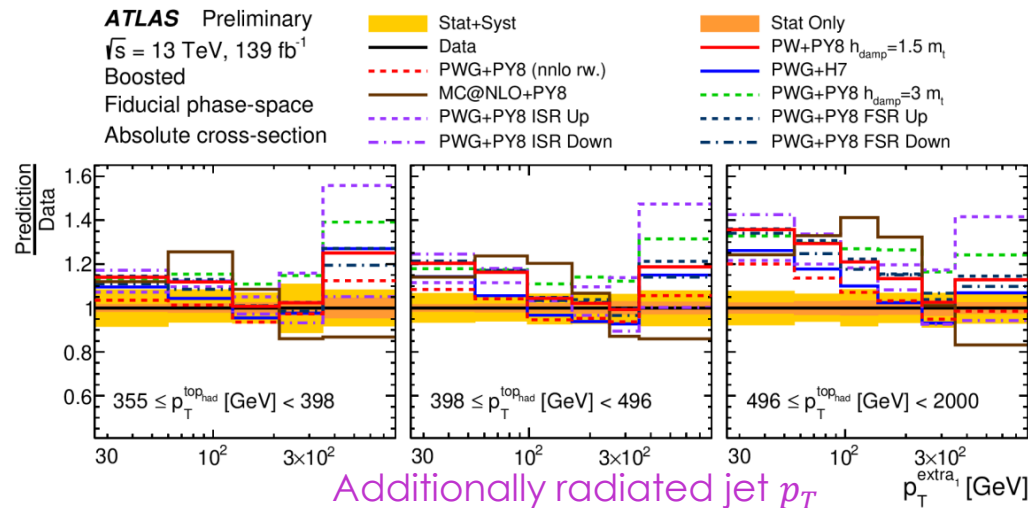 ATLAS Preliminary
√s = 13 TeV, 139 fb⁻¹
Boosted
Fiducial phase-space
Absolute cross-section
Stat+Syst
Data
PWG+PY8 (nnlo rw.)
MC@NLO+PY8
PWG+PY8 ISR Up
PWG+PY8 ISR Down
Stat Only
PW+PY8 h_damp=1.5 m_t
PWG+H7
PWG+PY8 h_damp=3 m_t
PWG+PY8 FSR Up
PWG+PY8 FSR Down
Prediction
Data
1.6
1.4
1.2
1
0.8
0.6
355 ≤ p_T^top_had [GeV] < 398
398 ≤ p_T^top_had [GeV] < 496
496 ≤ p_T^top_had [GeV] < 2000
30 10² 3×10² 30 10² 3×10² 30 10² 3×10²
Additionally radiated jet p_T
p_T^extra₁ [GeV]